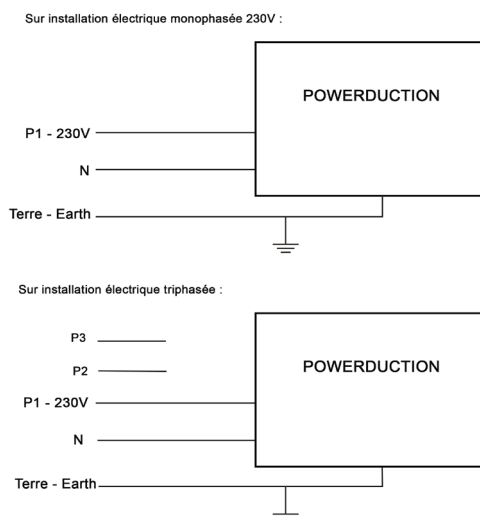 Sur installation électrique monophasée 230V :
POWERDUCTION
P1 - 230V
N
Terre - Earth
Sur installation électrique triphasée :
P3
P2
POWERDUCTION
P1 - 230V
N
Terre - Earth